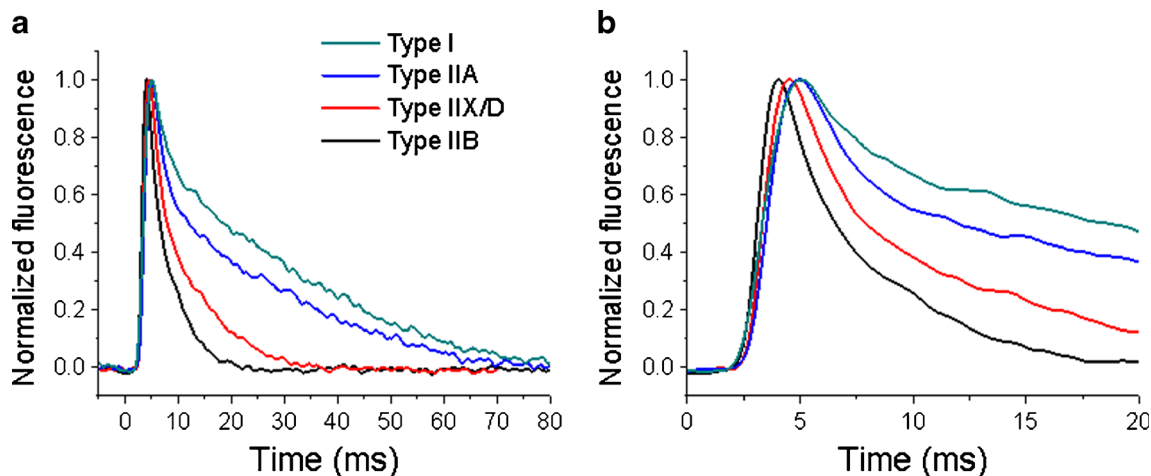 a
Type I
Type IIA
Type IIX/D
Type IIB
Normalized fluorescence
1.0
0.8
0.6
0.4
0.2
0.0
0 10 20 30 40 50 60 70 80
Time (ms)
b
Normalized fluorescence
1.0
0.8
0.6
0.4
0.2
0.0
0 5 10 15 20
Time (ms)